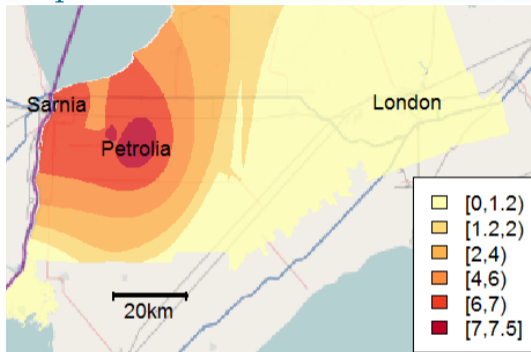 Sarnia
London
Petrolia
[0,1.2)
[1.2,2)
[2,4)
[4,6)
[6,7)
[7,7.5]
20km